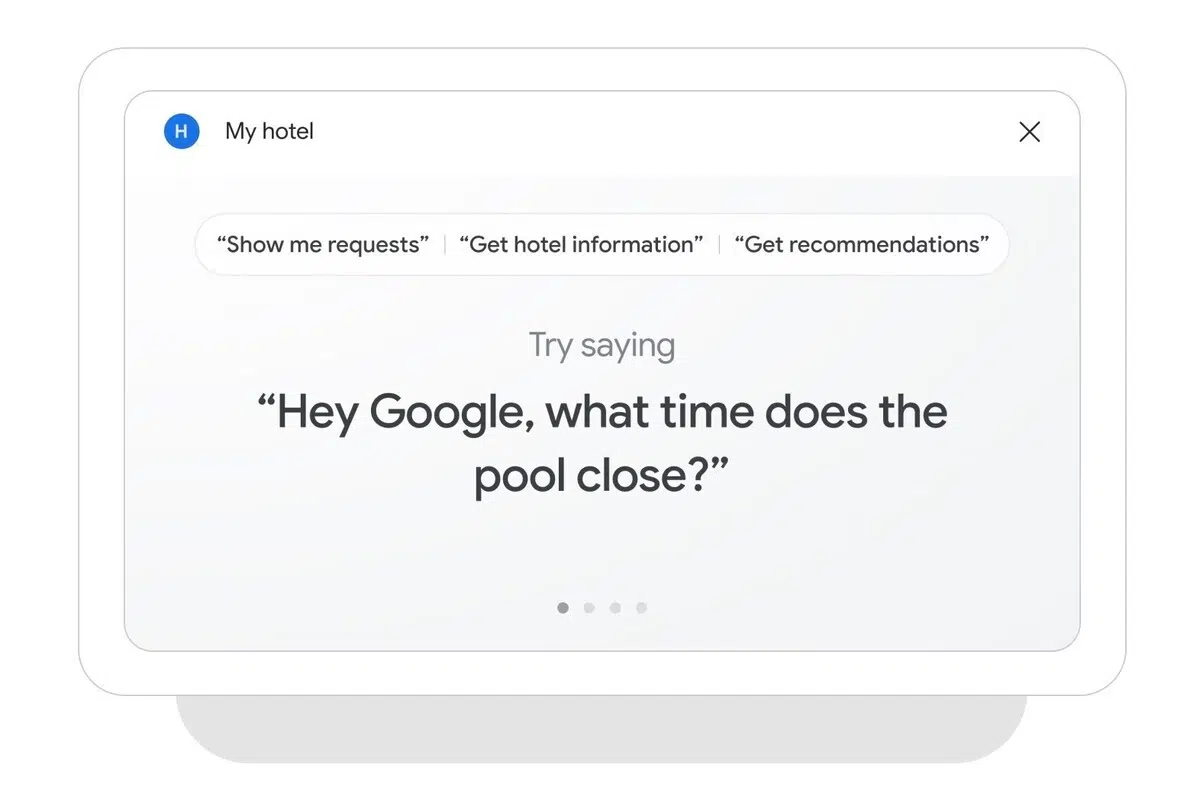 H My hotel
“Show me requests” “Get hotel information” “Get recommendations”
Try saying
“Hey Google, what time does the
pool close?”